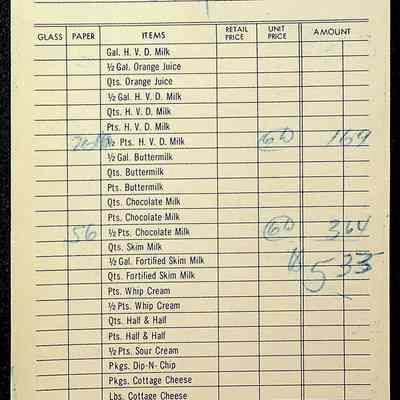 GLASS PAPER ITEMS RETAIL PRICE UNIT PRICE AMOUNT
Gal. H. V. D. Milk
½ Gal. Orange Juice
Qts. Orange Juice
½ Gal. H. V. D. Milk
Qts. H. V. D. Milk
Pts. H. V. D. Milk
½ Pts. H. V. D. Milk 169
½ Gal. Buttermilk
Qts. Buttermilk
Pts. Buttermilk
Qts. Chocolate Milk
Pts. Chocolate Milk
56 ½ Pts. Chocolate Milk 364
Qts. Skim Milk
½ Gal. Fortified Skim Milk 533
Qts. Fortified Skim Milk
Pts. Whip Cream
½ Pts. Whip Cream
Qts. Half & Half
Pts. Half & Half
½ Pts. Sour Cream
Pkgs. Dip-N-Chip
Pkgs. Cottage Cheese
Lbs. Cottage Cheese